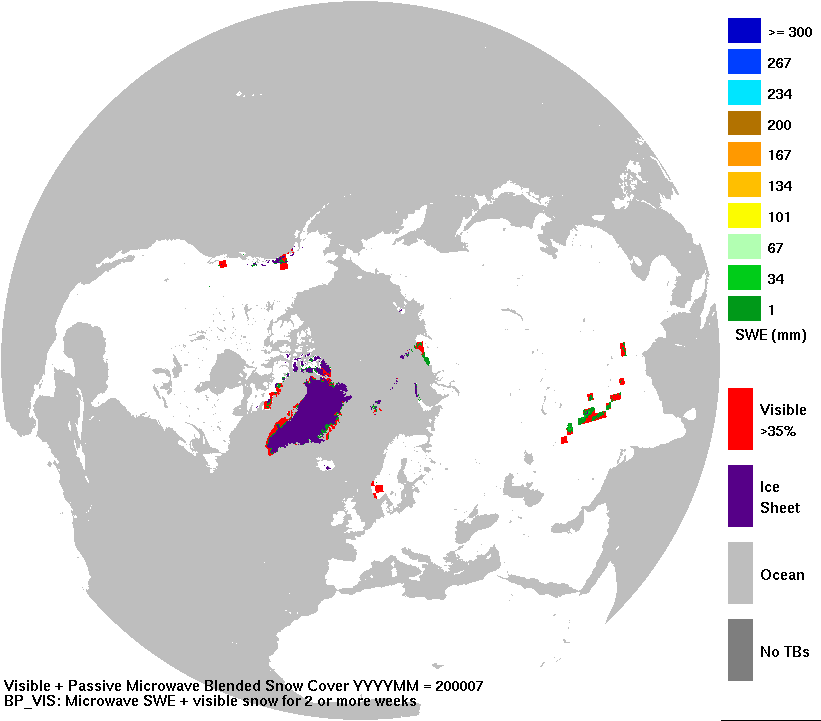 >= 300
267
234
200
167
134
101
67
34
1
SWE (mm)
Visible
>35%
Ice
Sheet
Ocean
No TBs
Visible + Passive Microwave Blended Snow Cover YYYYMM = 200007
BP_VIS: Microwave SWE + visible snow for 2 or more weeks